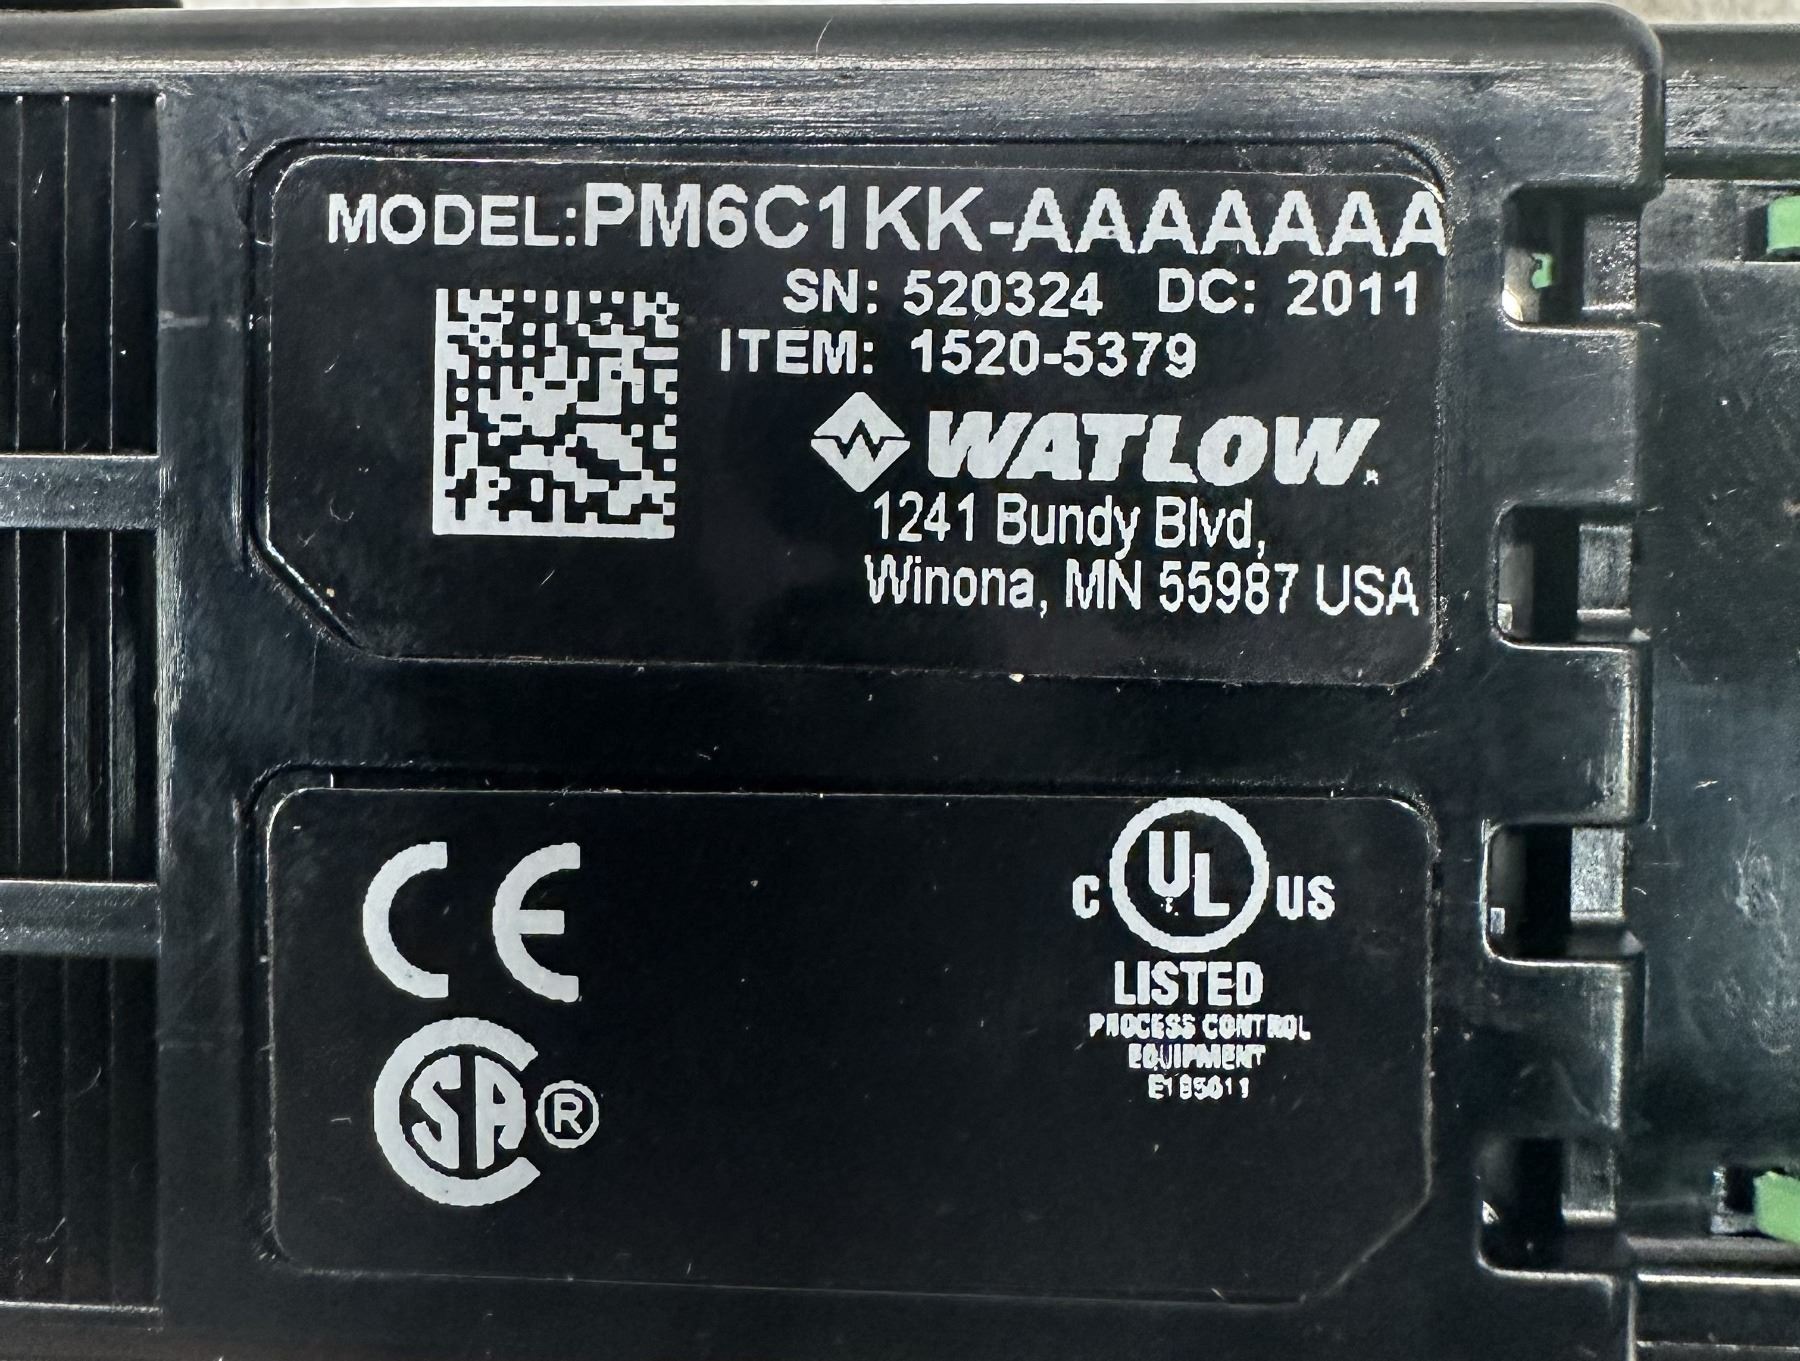 MODEL:PM6C1KK-AAAAAAA
SN: 520324 DC: 2011
ITEM: 1520-5379
WATLOW®
1241 Bundy Blvd,
Winona, MN 55987 USA
CE
C UL US
LISTED
PROCESS CONTROL
EQUIPMENT
CSA ®